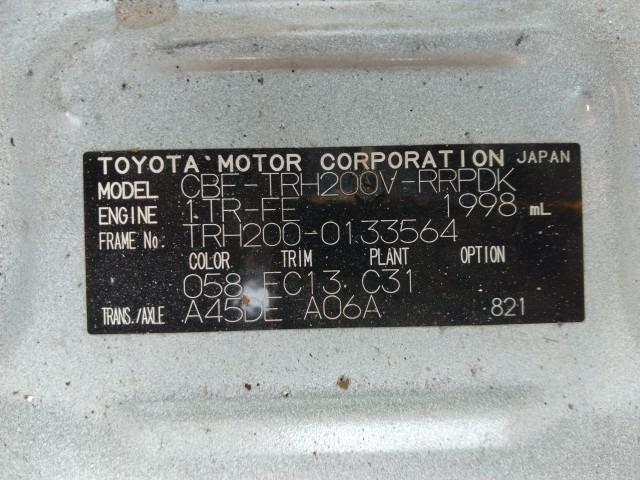 TOYOTA MOTOR CORPORATION JAPAN
MODEL CBF-TRH200V-RRPDK
ENGINE 1TR-FE 1998 mL
FRAME No. TRH200-0133564
COLOR TRIM PLANT OPTION
058 FC13 C31
TRANS./AXLE A45DE A06A 821